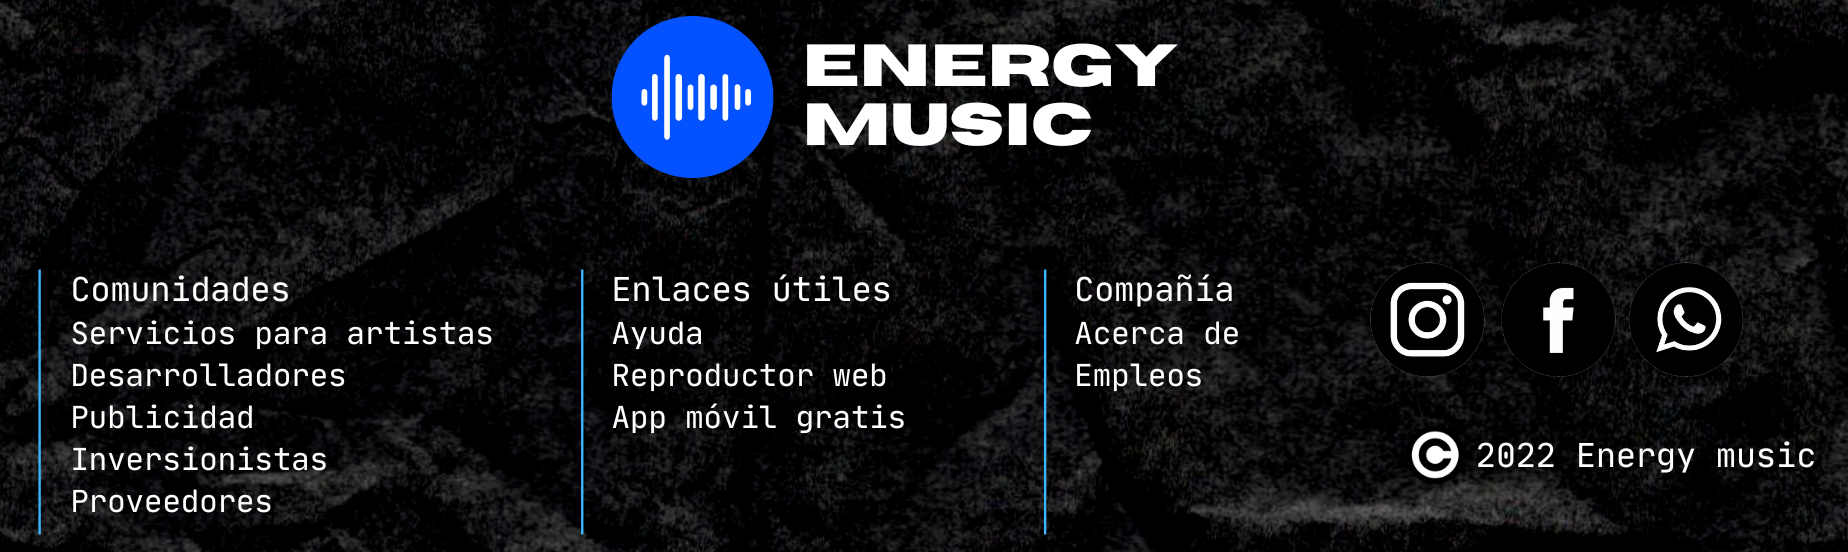 ENERGY
MUSIC
Comunidades
Servicios para artistas
Desarrolladores
Publicidad
Inversionistas
Proveedores
Enlaces útiles
Ayuda
Reproductor web
App móvil gratis
Compañía
Acerca de
Empleos
© 2022 Energy music